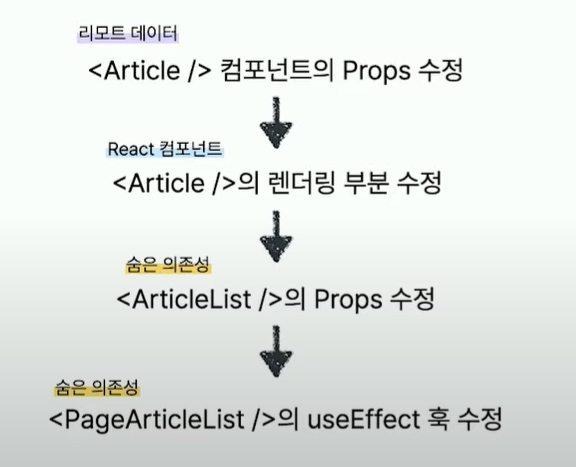 리모트 데이터
<Article /> 컴포넌트의 Props 수정
React 컴포넌트
<Article />의 렌더링 부분 수정
숨은 의존성
<ArticleList />의 Props 수정
숨은 의존성
<PageArticleList />의 useEffect 훅 수정